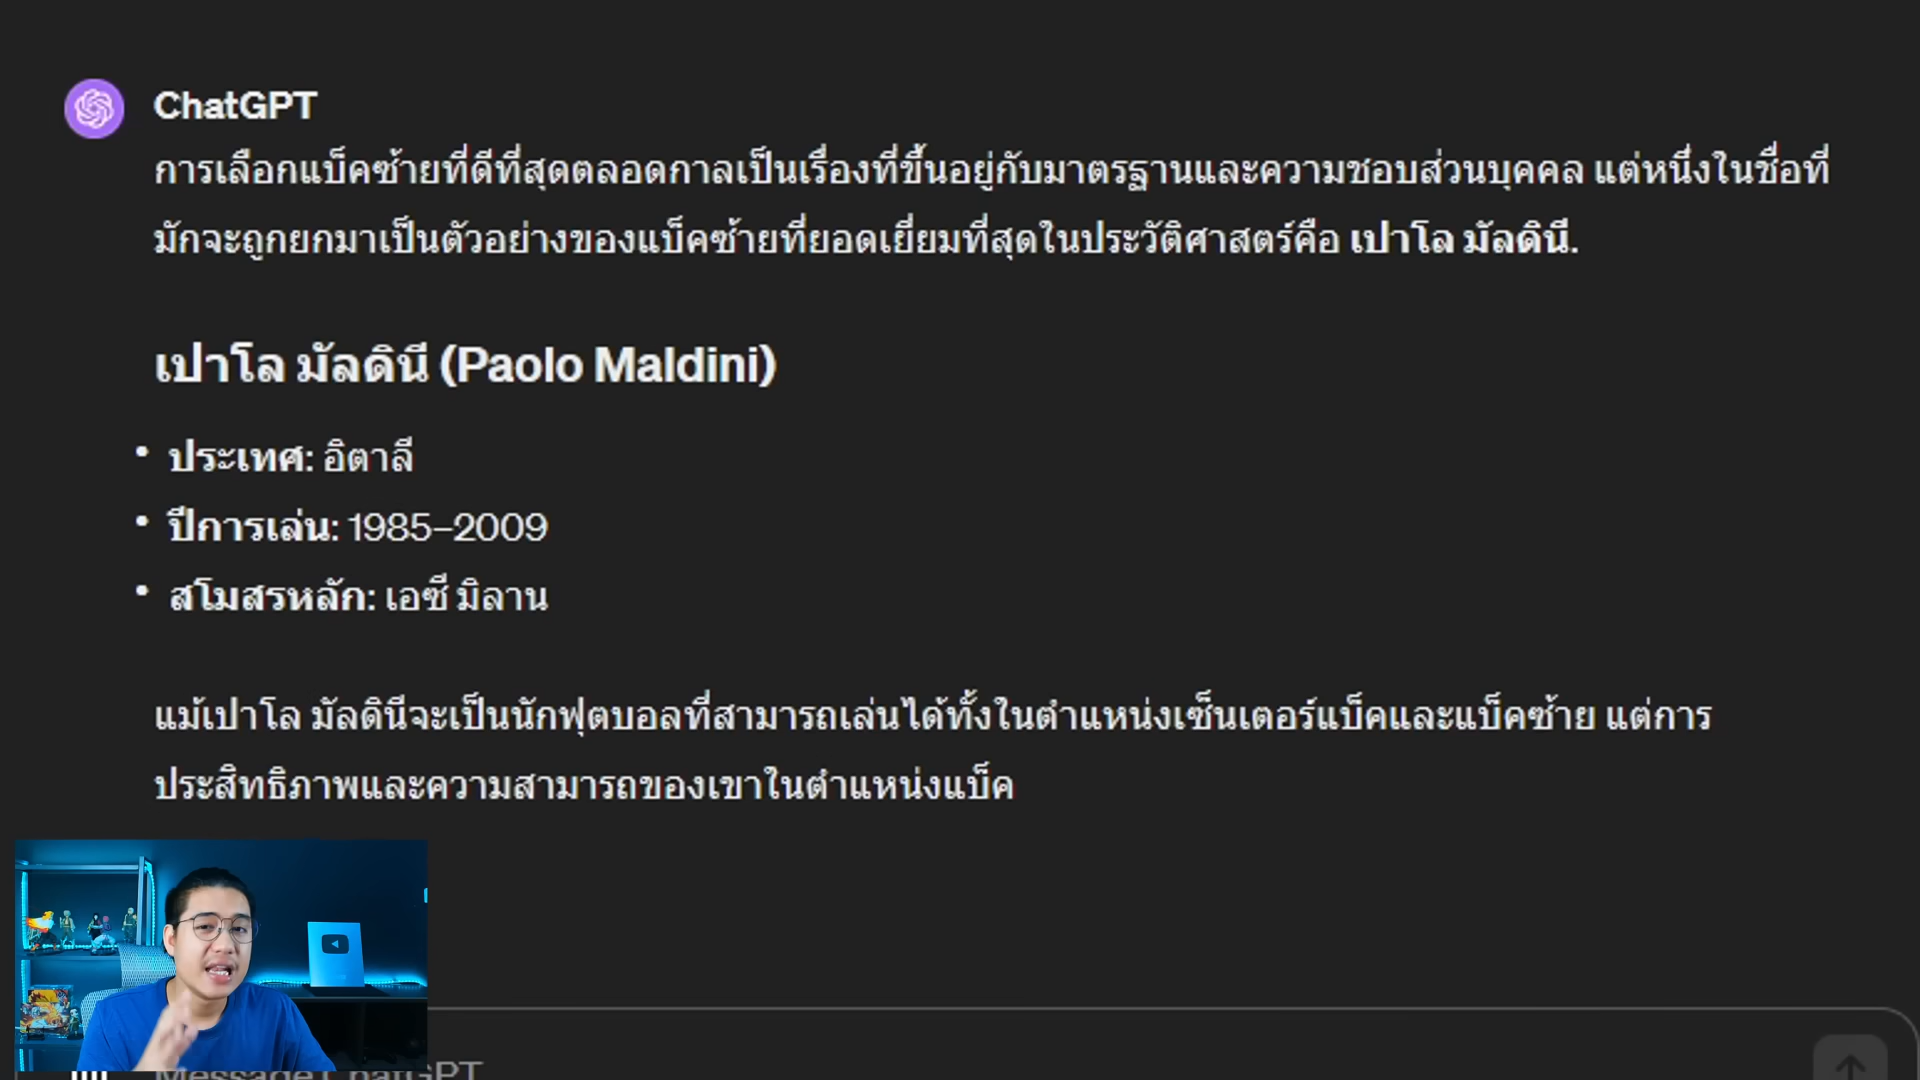 ChatGPT
การเลือกแบ็คซ้ายที่ดีที่สุดตลอดกาลเป็นเรื่องที่ขึ้นอยู่กับมาตรฐานและความชอบส่วนบุคคล แต่หนึ่งในชื่อที่
มักจะถูกยกมาเป็นตัวอย่างของแบ็คซ้ายที่ยอดเยี่ยมที่สุดในประวัติศาสตร์คือ เปาโล มัลดินี.
เปาโล มัลดินี (Paolo Maldini)
• ประเทศ: อิตาลี
• ปีการเล่น: 1985–2009
• สโมสรหลัก: เอซี มิลาน
แม้เปาโล มัลดินีจะเป็นนักฟุตบอลที่สามารถเล่นได้ทั้งในตำแหน่งเซ็นเตอร์แบ็คและแบ็คซ้าย แต่การ
ประสิทธิภาพและความสามารถของเขาในตำแหน่งแบ็ค
Message ChatGPT